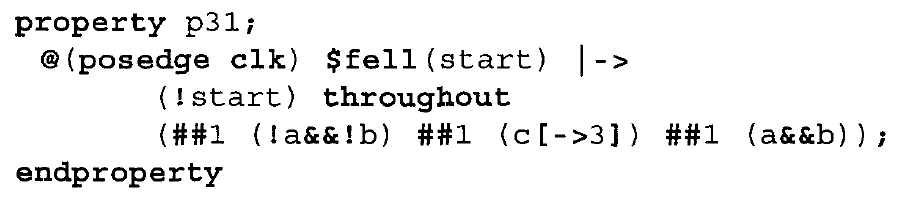 property p31;
@(posedge clk) $fell(start) |->
(!start) throughout
(##1 (!a&&!b) ##1 (c[->3]) ##1 (a&&b));
endproperty